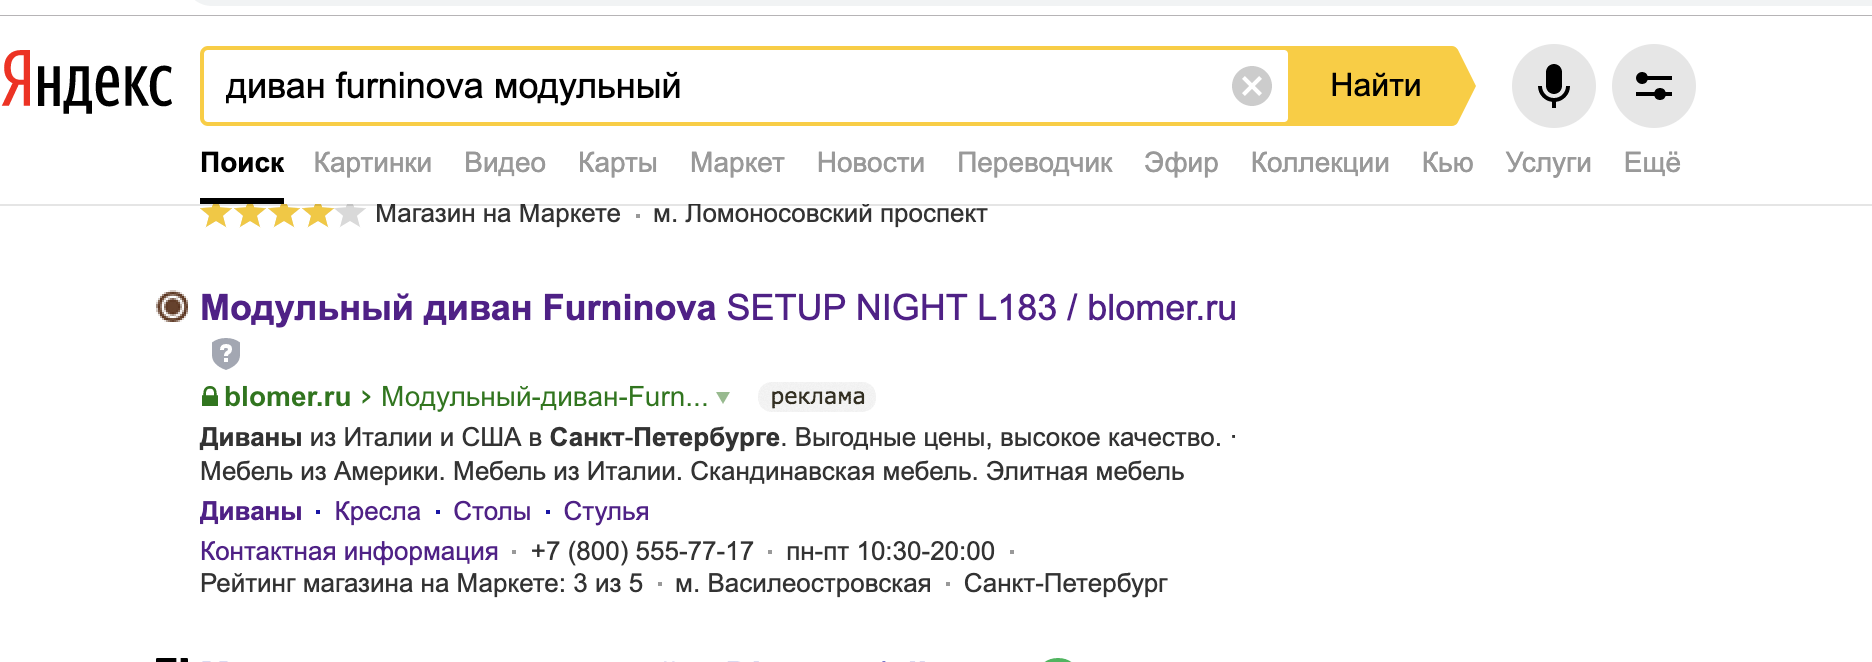 Яндекс
диван furninova модульный
Найти
Поиск Картинки Видео Карты Маркет Новости Переводчик Эфир Коллекции Кью Услуги Ещё
Магазин на Маркете · м. Ломоносовский проспект
Модульный диван Furninova SETUP NIGHT L183 / blomer.ru
?
blomer.ru › Модульный-диван-Furn... реклама
Диваны из Италии и США в Санкт-Петербурге. Выгодные цены, высокое качество. ·
Мебель из Америки. Мебель из Италии. Скандинавская мебель. Элитная мебель
Диваны · Кресла · Столы · Стулья
Контактная информация · +7 (800) 555-77-17 · пн-пт 10:30-20:00 ·
Рейтинг магазина на Маркете: 3 из 5 · м. Василеостровская · Санкт-Петербург